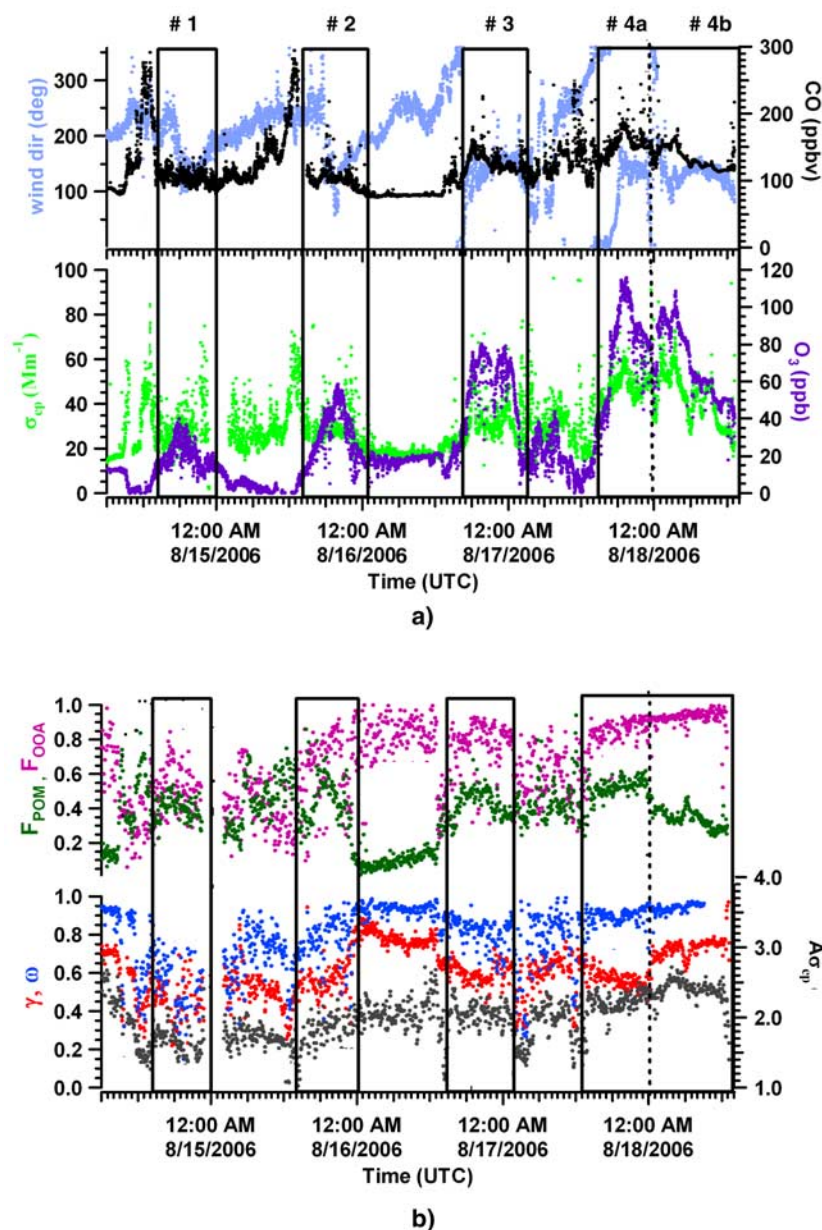 # 1 # 2 # 3 # 4a # 4b
wind dir (deg)
300
200
100
CO (ppbv)
300
200
100
0
σep (Mm-1)
100
80
60
40
20
0
O3 (ppb)
120
100
80
60
40
20
0
12:00 AM 12:00 AM 12:00 AM 12:00 AM
8/15/2006 8/16/2006 8/17/2006 8/18/2006
Time (UTC)
a)
FPOM , FOOA
1.0
0.8
0.6
0.4
0.2
γ, ω
1.0
0.8
0.6
0.4
0.2
0.0
Aσep'
4.0
3.0
2.0
1.0
12:00 AM 12:00 AM 12:00 AM 12:00 AM
8/15/2006 8/16/2006 8/17/2006 8/18/2006
Time (UTC)
b)